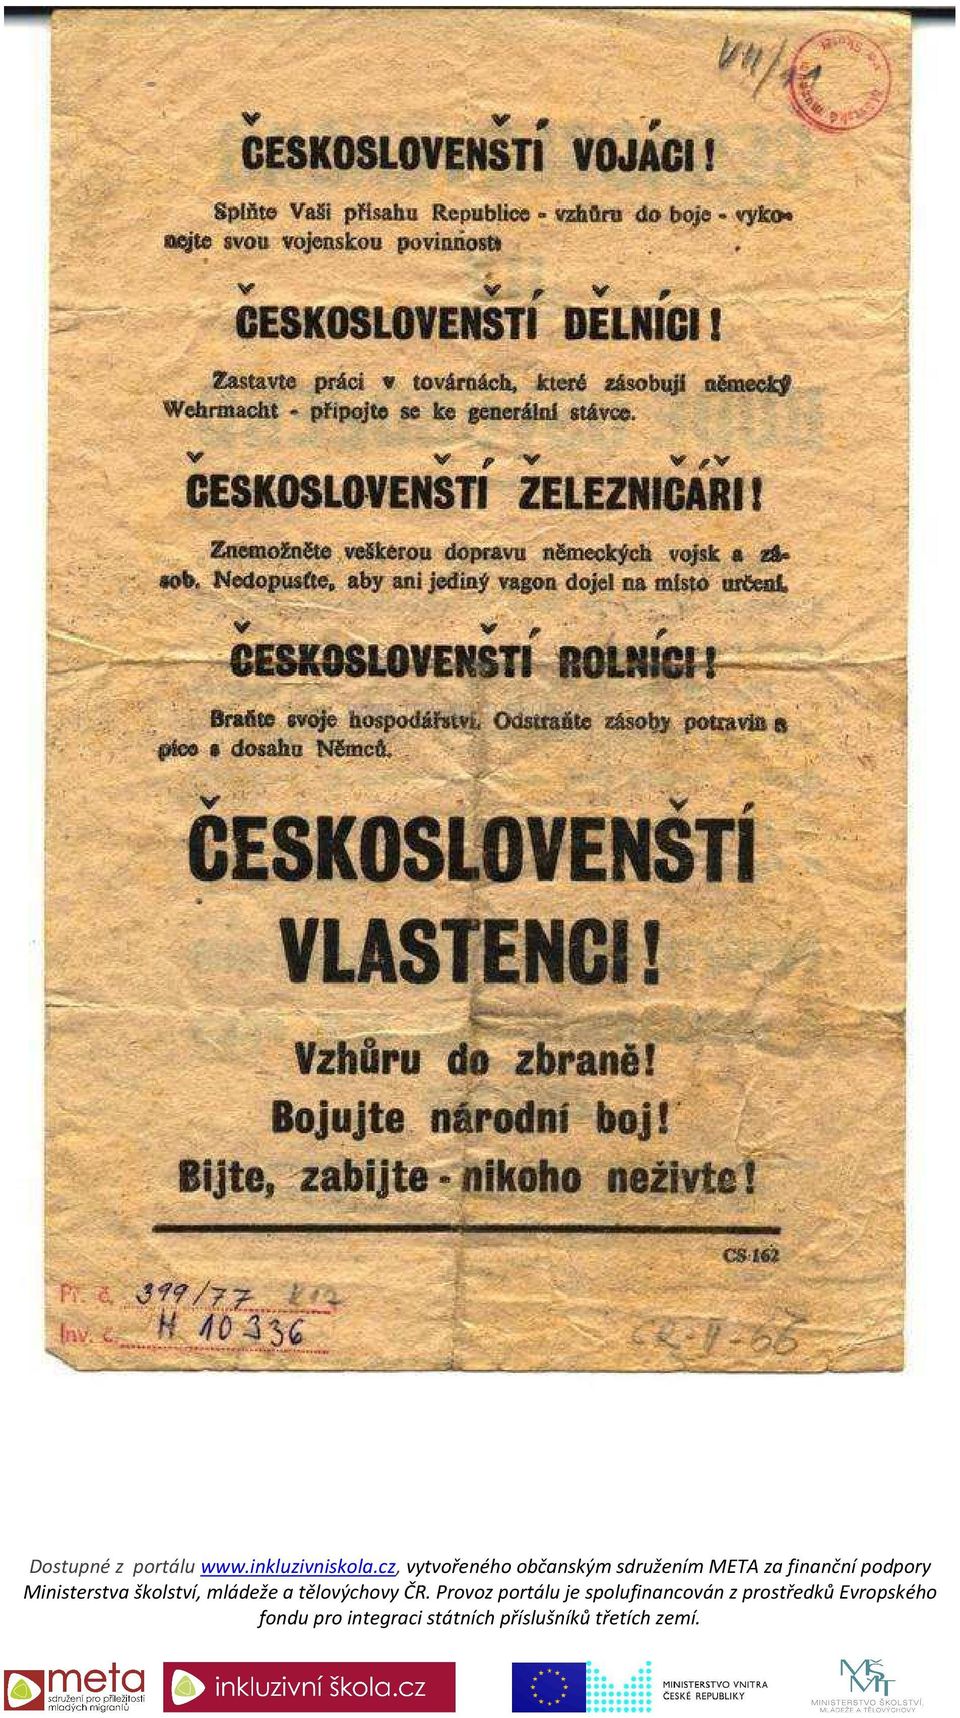 ČESKOSLOVENŠTÍ VOJÁCI!
Splňte Vaši přísahu Republice - vzhůru do boje - vyko-
nejte svou vojenskou povinnost.
ČESKOSLOVENŠTÍ DĚLNÍCI!
Zastavte práci v továrnách, které zásobují německý
Wehrmacht - připojte se ke generální stávce.
ČESKOSLOVENŠTÍ ŽELEZNIČÁŘI!
Znemožněte veškerou dopravu německých vojsk a zá-
sob. Nedopusťte, aby ani jediný vagon dojel na místo určení.
ČESKOSLOVENŠTÍ ROLNÍCI!
Braňte svoje hospodářství. Odstraňte zásoby potravin a
píce s dosahu Němců.
ČESKOSLOVENŠTÍ
VLASTENCI!
Vzhůru do zbraně!
Bojujte národní boj!
Bijte, zabijte - nikoho neživte!
CS-162
Př. č. 399/77
Inv. č. H 10336
Dostupné z portálu www.inkluzivniskola.cz, vytvořeného občanským sdružením META za finanční podpory
Ministerstva školství, mládeže a tělovýchovy ČR. Provoz portálu je spolufinancován z prostředků Evropského
fondu pro integraci státních příslušníků třetích zemí.
meta
sdružení pro příležitosti
mladých migrantů
inkluzivní škola.cz
MINISTERSTVO VNITRA
ČESKÉ REPUBLIKY
MŠMT
MINISTERSTVO ŠKOLSTVÍ,
MLÁDEŽE A TĚLOVÝCHOVY